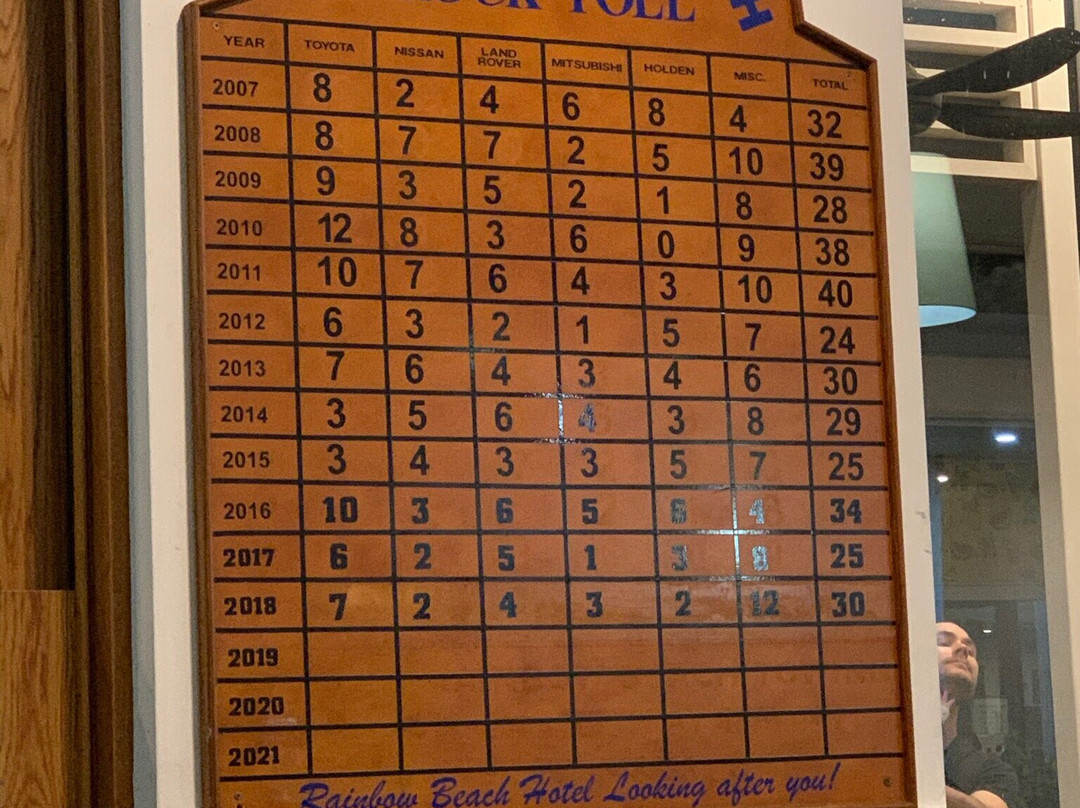 ROCK TOLL H
YEAR TOYOTA NISSAN LAND ROVER MITSUBISHI HOLDEN MISC. TOTAL
2007 8 2 4 6 8 4 32
2008 8 7 7 2 5 10 39
2009 9 3 5 2 1 8 28
2010 12 8 3 6 0 9 38
2011 10 7 6 4 3 10 40
2012 6 3 2 1 5 7 24
2013 7 6 4 3 4 6 30
2014 3 5 6 4 3 8 29
2015 3 4 3 3 5 7 25
2016 10 3 6 5 6 4 34
2017 6 2 5 1 3 8 25
2018 7 2 4 3 2 12 30
2019
2020
2021
Rainbow Beach Hotel Looking after you!